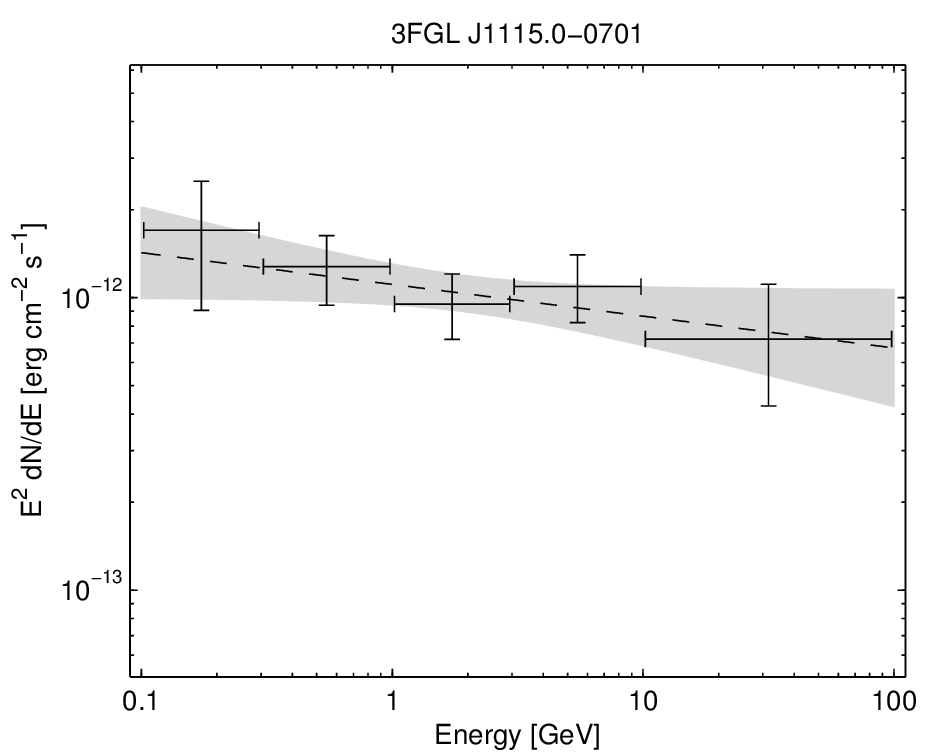 3FGL J1115.0−0701
E² dN/dE [erg cm⁻² s⁻¹]
10⁻¹²
10⁻¹³
0.1 1 10 100
Energy [GeV]